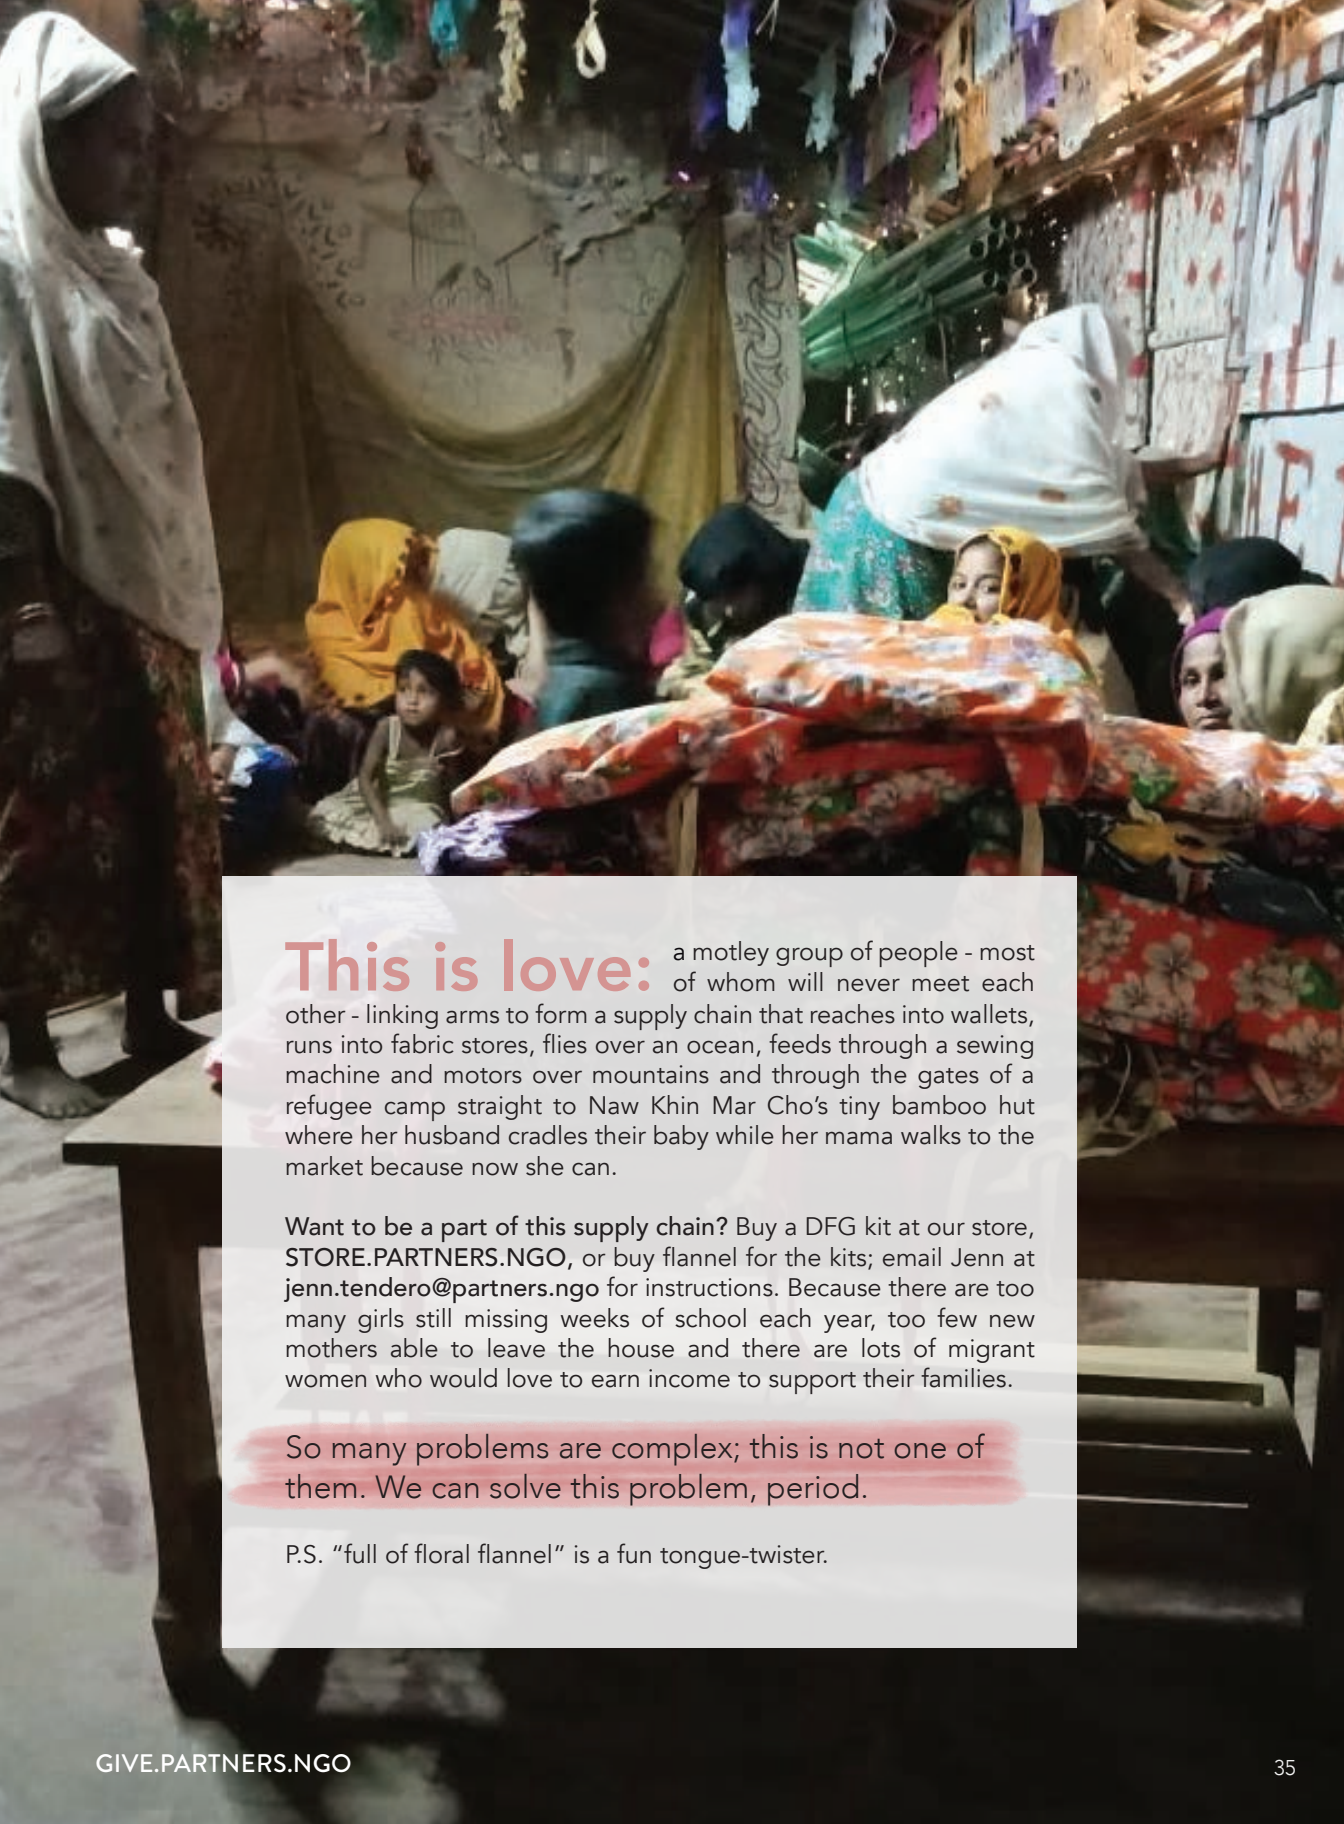 This is love: a motley group of people - most
of whom will never meet each
other - linking arms to form a supply chain that reaches into wallets,
runs into fabric stores, flies over an ocean, feeds through a sewing
machine and motors over mountains and through the gates of a
refugee camp straight to Naw Khin Mar Cho’s tiny bamboo hut
where her husband cradles their baby while her mama walks to the
market because now she can.
Want to be a part of this supply chain? Buy a DFG kit at our store,
STORE.PARTNERS.NGO, or buy flannel for the kits; email Jenn at
jenn.tendero@partners.ngo for instructions. Because there are too
many girls still missing weeks of school each year, too few new
mothers able to leave the house and there are lots of migrant
women who would love to earn income to support their families.
So many problems are complex; this is not one of
them. We can solve this problem, period.
P.S. “full of floral flannel” is a fun tongue-twister.
GIVE.PARTNERS.NGO
35